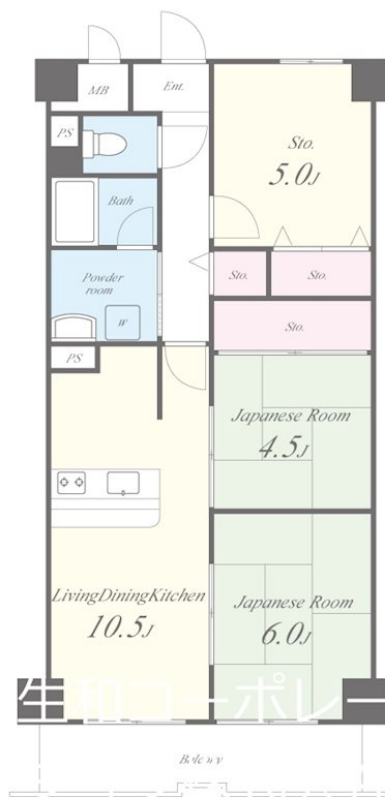 MB
Ent.
PS
Sto.
5.0J
Bath
Powder
room
W
Sto.
Sto.
Sto.
PS
Japanese Room
4.5J
LivingDiningKitchen
10.5J
Japanese Room
6.0J
生和コーポレー
Balcony